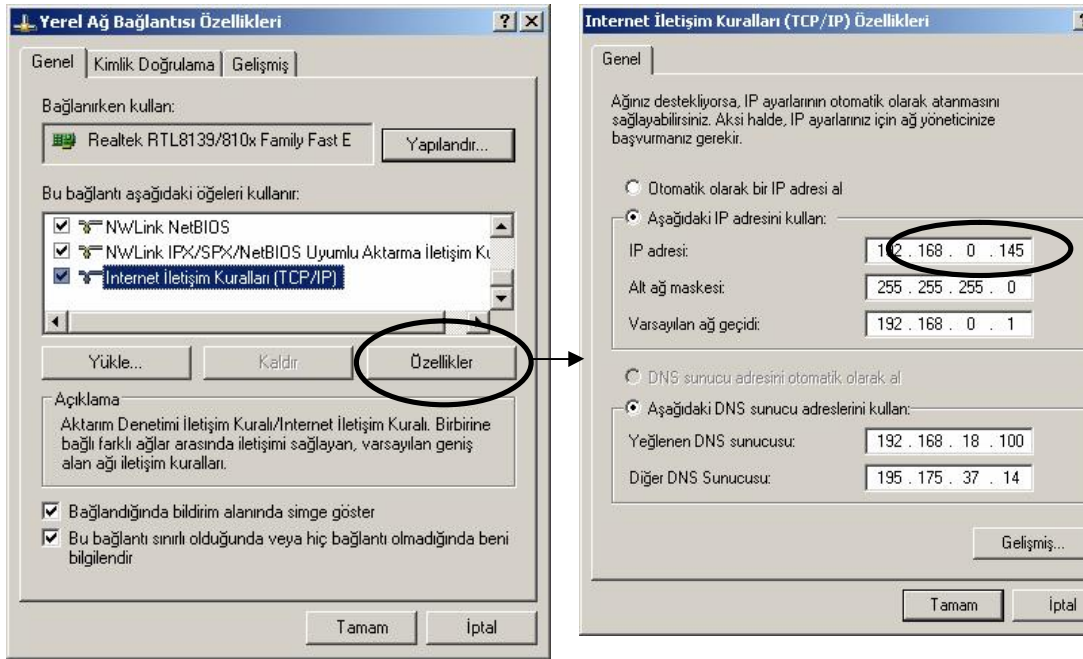 Yerel Ağ Bağlantısı Özellikleri
Genel Kimlik Doğrulama Gelişmiş
Bağlanırken kullan:
Realtek RTL8139/810x Family Fast E
Yapılandır...
Bu bağlantı aşağıdaki öğeleri kullanır:
NWLink NetBIOS
NWLink IPX/SPX/NetBIOS Uyumlu Aktarma İletişim Ku
Internet İletişim Kuralları (TCP/IP)
Yükle... Kaldır Özellikler
Açıklama
Aktarım Denetimi İletişim Kuralı/Internet İletişim Kuralı. Birbirine
bağlı farklı ağlar arasında iletişimi sağlayan, varsayılan geniş
alan ağı iletişim kuralları.
Bağlandığında bildirim alanında simge göster
Bu bağlantı sınırlı olduğunda veya hiç bağlantı olmadığında beni
bilgilendir
Tamam İptal
Internet İletişim Kuralları (TCP/IP) Özellikleri
Genel
Ağınız destekliyorsa, IP ayarlarının otomatik olarak atanmasını
sağlayabilirsiniz. Aksi halde, IP ayarlarınız için ağ yöneticinize
başvurmanız gerekir.
Otomatik olarak bir IP adresi al
Aşağıdaki IP adresini kullan:
IP adresi: 192 . 168 . 0 . 145
Alt ağ maskesi: 255 . 255 . 255 . 0
Varsayılan ağ geçidi: 192 . 168 . 0 . 1
DNS sunucu adresini otomatik olarak al
Aşağıdaki DNS sunucu adreslerini kullan:
Yeğlenen DNS sunucusu: 192 . 168 . 18 . 100
Diğer DNS Sunucusu: 195 . 175 . 37 . 14
Gelişmiş...
Tamam İptal